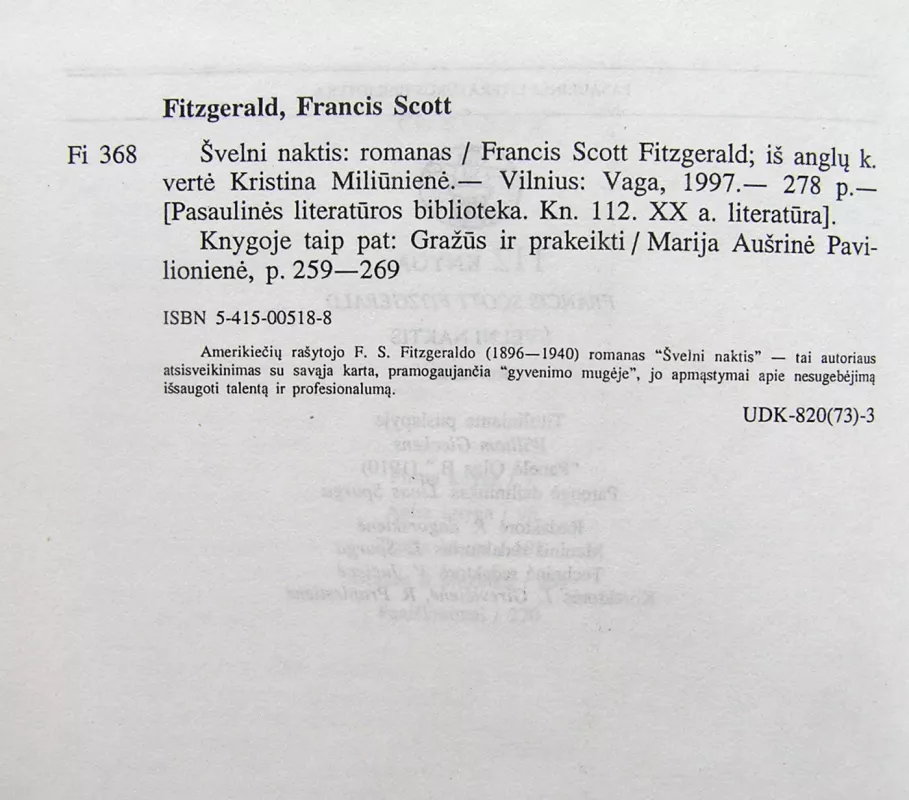 Fitzgerald, Francis Scott
Fi 368 Švelni naktis: romanas / Francis Scott Fitzgerald; iš anglų k.
vertė Kristina Miliūnienė.— Vilnius: Vaga, 1997.— 278 p.—
[Pasaulinės literatūros biblioteka. Kn. 112. XX a. literatūra].
Knygoje taip pat: Gražūs ir prakeikti / Marija Aušrinė Pavi-
lionienė, p. 259—269
ISBN 5-415-00518-8
Amerikiečių rašytojo F. S. Fitzgeraldo (1896—1940) romanas “Švelni naktis” — tai autoriaus
atsisveikinimas su savąja karta, pramogaujančia “gyvenimo mugėje”, jo apmąstymai apie nesugebėjimą
išsaugoti talentą ir profesionalumą.
UDK-820(73)-3